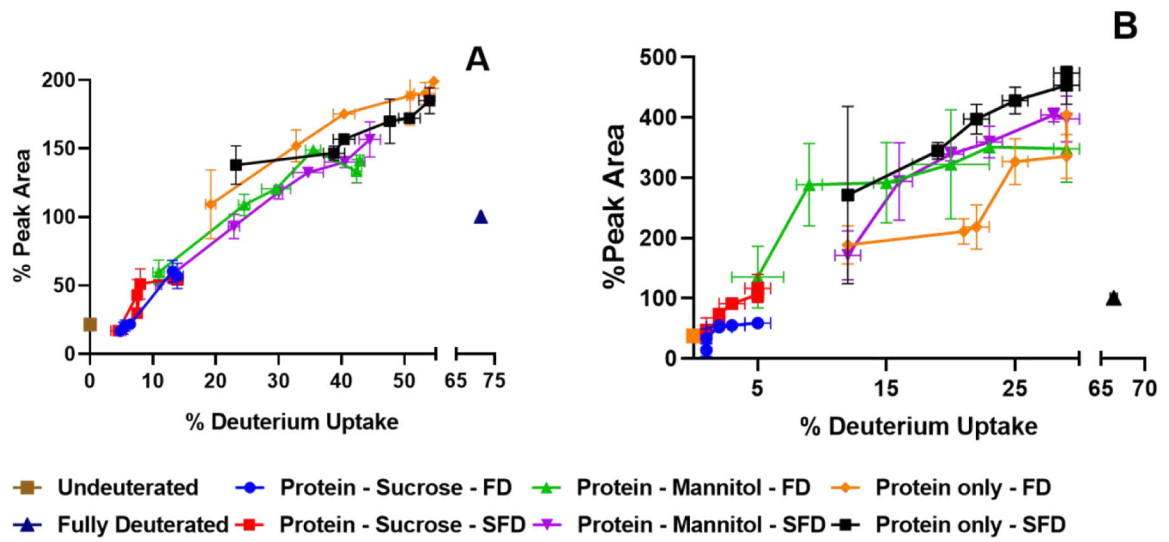 A
B
% Peak Area
200
150
100
50
0
0 10 20 30 40 50 65 75
% Deuterium Uptake
%Peak Area
500
400
300
200
100
0
5 15 25 65 70
% Deuterium Uptake
Undeuterated Protein - Sucrose - FD Protein - Mannitol - FD Protein only - FD
Fully Deuterated Protein - Sucrose - SFD Protein - Mannitol - SFD Protein only - SFD